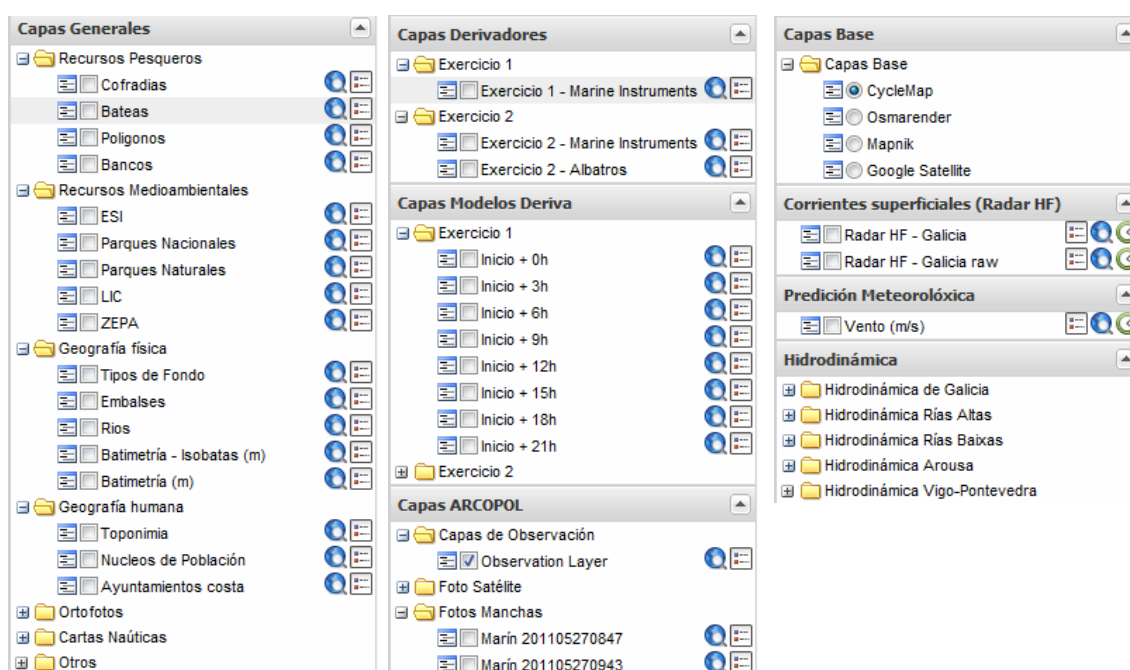 Capas Generales
Recursos Pesqueros
Cofradias
Bateas
Poligonos
Bancos
Recursos Medioambientales
ESI
Parques Nacionales
Parques Naturales
LIC
ZEPA
Geografía física
Tipos de Fondo
Embalses
Rios
Batimetría - Isobatas (m)
Batimetría (m)
Geografía humana
Toponimia
Nucleos de Población
Ayuntamientos costa
Ortofotos
Cartas Naúticas
Otros
Capas Derivadores
Exercicio 1
Exercicio 1 - Marine Instruments
Exercicio 2
Exercicio 2 - Marine Instruments
Exercicio 2 - Albatros
Capas Modelos Deriva
Exercicio 1
Inicio + 0h
Inicio + 3h
Inicio + 6h
Inicio + 9h
Inicio + 12h
Inicio + 15h
Inicio + 18h
Inicio + 21h
Exercicio 2
Capas ARCOPOL
Capas de Observación
Observation Layer
Foto Satélite
Fotos Manchas
Marín 201105270847
Marín 201105270943
Capas Base
Capas Base
CycleMap
Osmarender
Mapnik
Google Satellite
Corrientes superficiales (Radar HF)
Radar HF - Galicia
Radar HF - Galicia raw
Predición Meteorolóxica
Vento (m/s)
Hidrodinámica
Hidrodinámica de Galicia
Hidrodinámica Rías Altas
Hidrodinámica Rías Baixas
Hidrodinámica Arousa
Hidrodinámica Vigo-Pontevedra